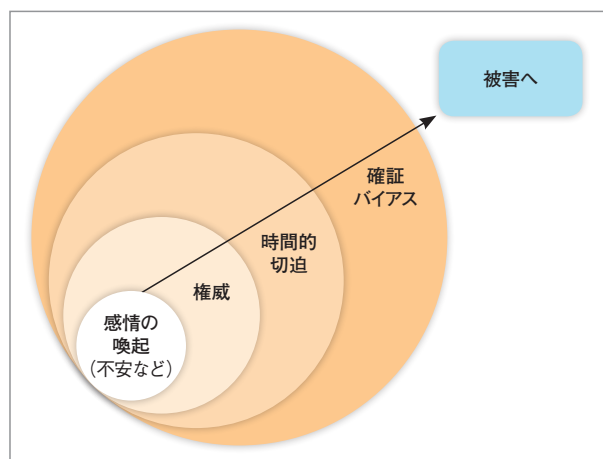 被害へ
確証
バイアス
時間的
切迫
権威
感情の
喚起
（不安など）